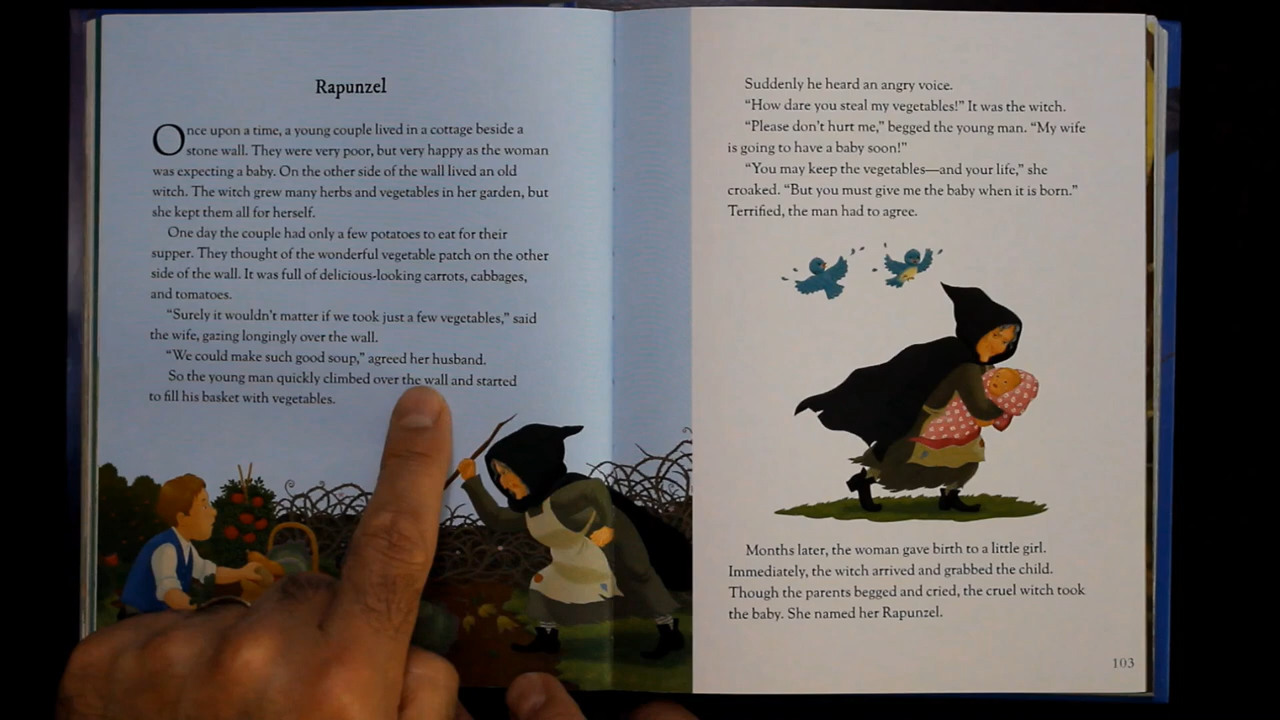 Rapunzel
Once upon a time, a young couple lived in a cottage beside a
stone wall. They were very poor, but very happy as the woman
was expecting a baby. On the other side of the wall lived an old
witch. The witch grew many herbs and vegetables in her garden, but
she kept them all for herself.
One day the couple had only a few potatoes to eat for their
supper. They thought of the wonderful vegetable patch on the other
side of the wall. It was full of delicious-looking carrots, cabbages,
and tomatoes.
“Surely it wouldn’t matter if we took just a few vegetables,” said
the wife, gazing longingly over the wall.
“We could make such good soup,” agreed her husband.
So the young man quickly climbed over the wall and started
to fill his basket with vegetables.
Suddenly he heard an angry voice.
“How dare you steal my vegetables!” It was the witch.
“Please don’t hurt me,” begged the young man. “My wife
is going to have a baby soon!”
“You may keep the vegetables—and your life,” she
croaked. “But you must give me the baby when it is born.”
Terrified, the man had to agree.
Months later, the woman gave birth to a little girl.
Immediately, the witch arrived and grabbed the child.
Though the parents begged and cried, the cruel witch took
the baby. She named her Rapunzel.
103